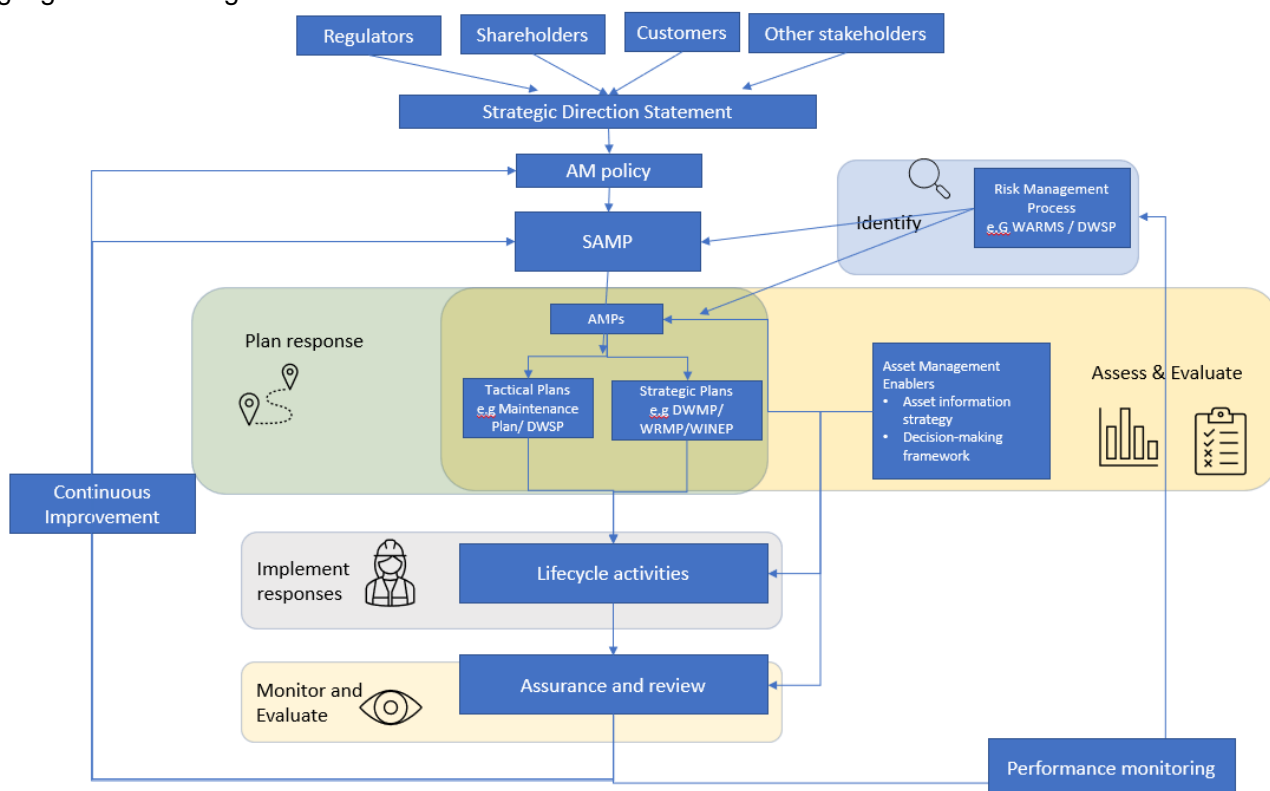 Regulators
Shareholders
Customers
Other stakeholders
Strategic Direction Statement
AM policy
Risk Management
Process
e.G WARMS / DWSP
Identify
SAMP
AMPs
Plan response
Tactical Plans
e.g Maintenance
Plan/ DWSP
Strategic Plans
e.g DWMP/
WRMP/WINEP
Asset Management
Enablers
• Asset information
strategy
• Decision-making
framework
Assess & Evaluate
Continuous
Improvement
Implement
responses
Lifecycle activities
Monitor and
Evaluate
Assurance and review
Performance monitoring